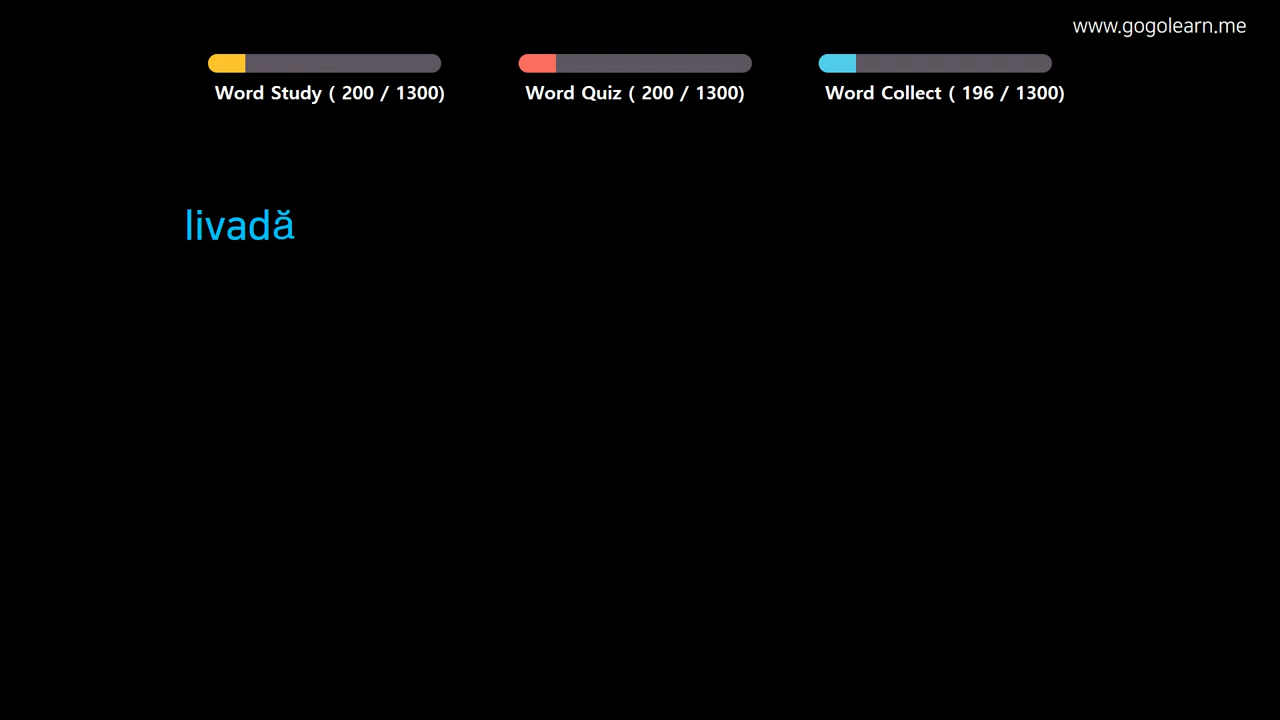 www.gogolearn.me
Word Study ( 200 / 1300)
Word Quiz ( 200 / 1300)
Word Collect ( 196 / 1300)
livadă